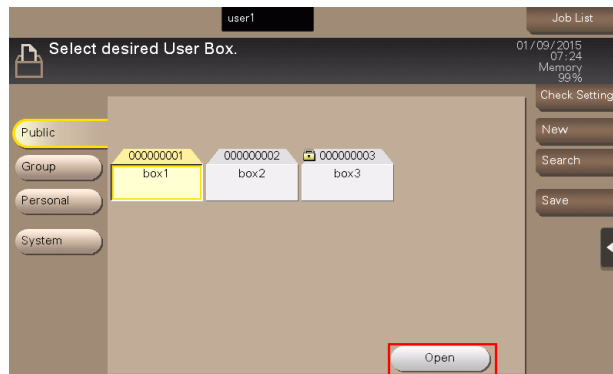 user1
Job List
Select desired User Box.
01/09/2015
07:24
Memory
99%
Check Setting
Public
New
000000001
000000002
000000003
Group
box1
box2
box3
Search
Personal
Save
System
Open